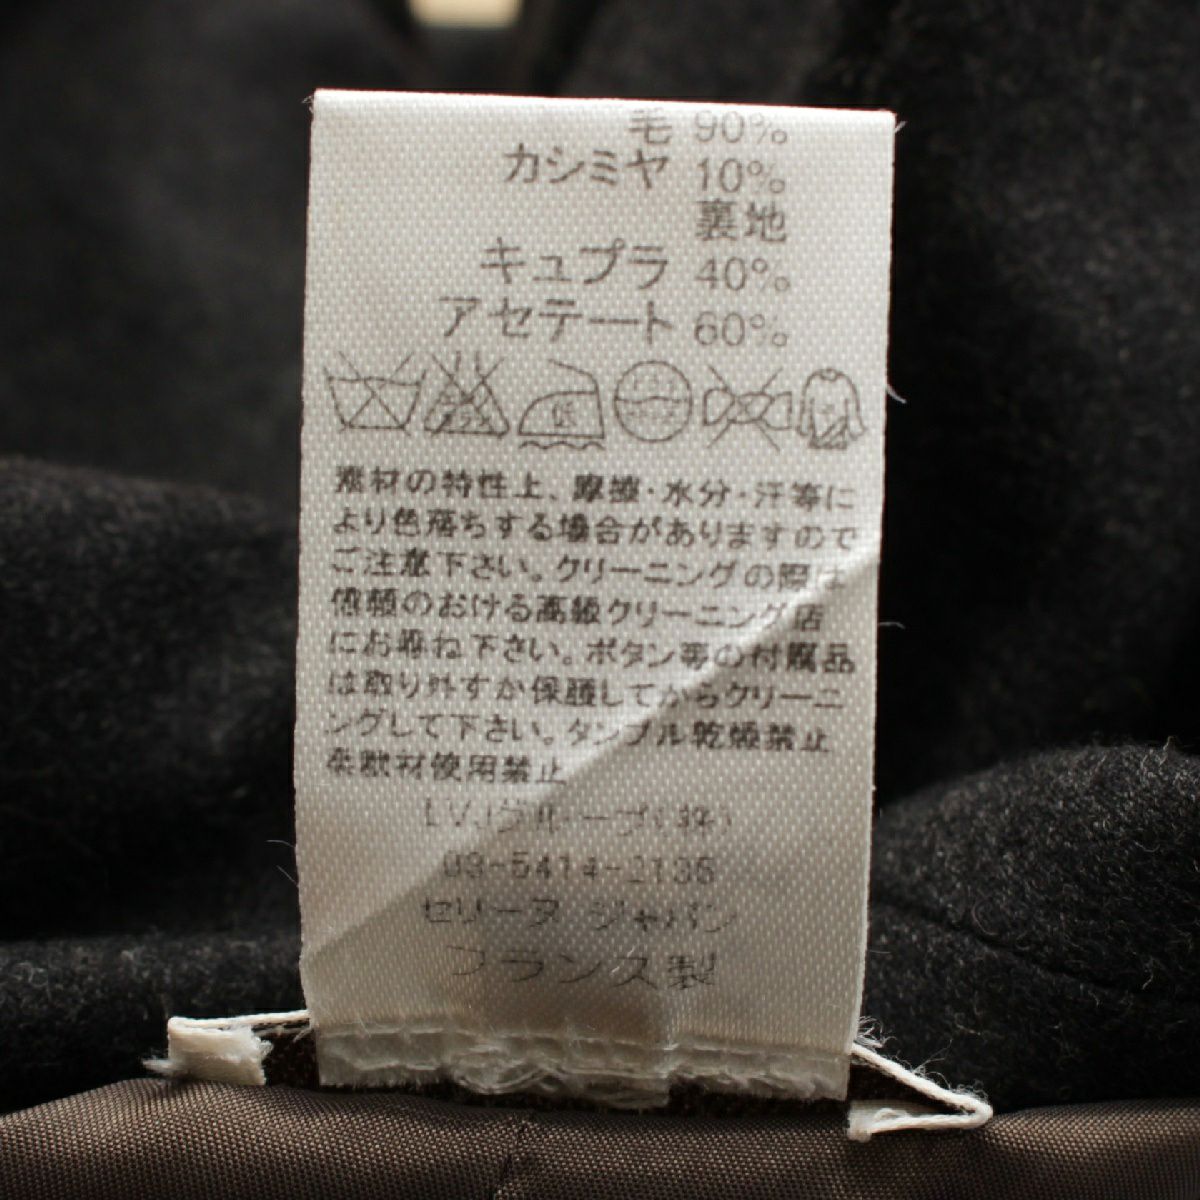 毛 90%
カシミヤ 10%
裏地
キュプラ 40%
アセテート 60%
素材の特性上、摩擦・水分・汗等に
より色落ちする場合がありますので
ご注意下さい。クリーニングの際は
信頼のおける高級クリーニング店
にお尋ね下さい。ボタン等の付属品
は取り外すか保護してからクリーニ
ングして下さい。タンブル乾燥禁止
柔軟材使用禁止
LVJグループ(株)
03-5414-2136
セリーヌ ジャパン
フランス製